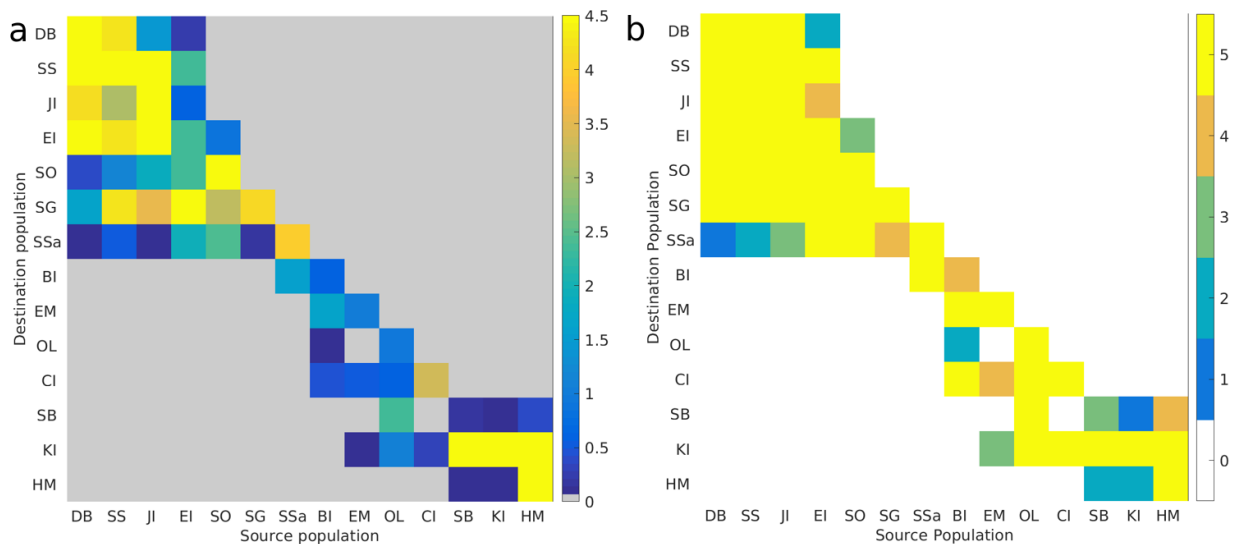 a
DB
SS
JI
EI
SO
SG
SSa
BI
EM
OL
CI
SB
KI
HM
Destination population
DB SS JI EI SO SG SSa BI EM OL CI SB KI HM
Source population
4.5
4
3.5
3
2.5
2
1.5
1
0.5
0
b
DB
SS
JI
EI
SO
SG
SSa
BI
EM
OL
CI
SB
KI
HM
Destination Population
DB SS JI EI SO SG SSa BI EM OL CI SB KI HM
Source Population
5
4
3
2
1
0